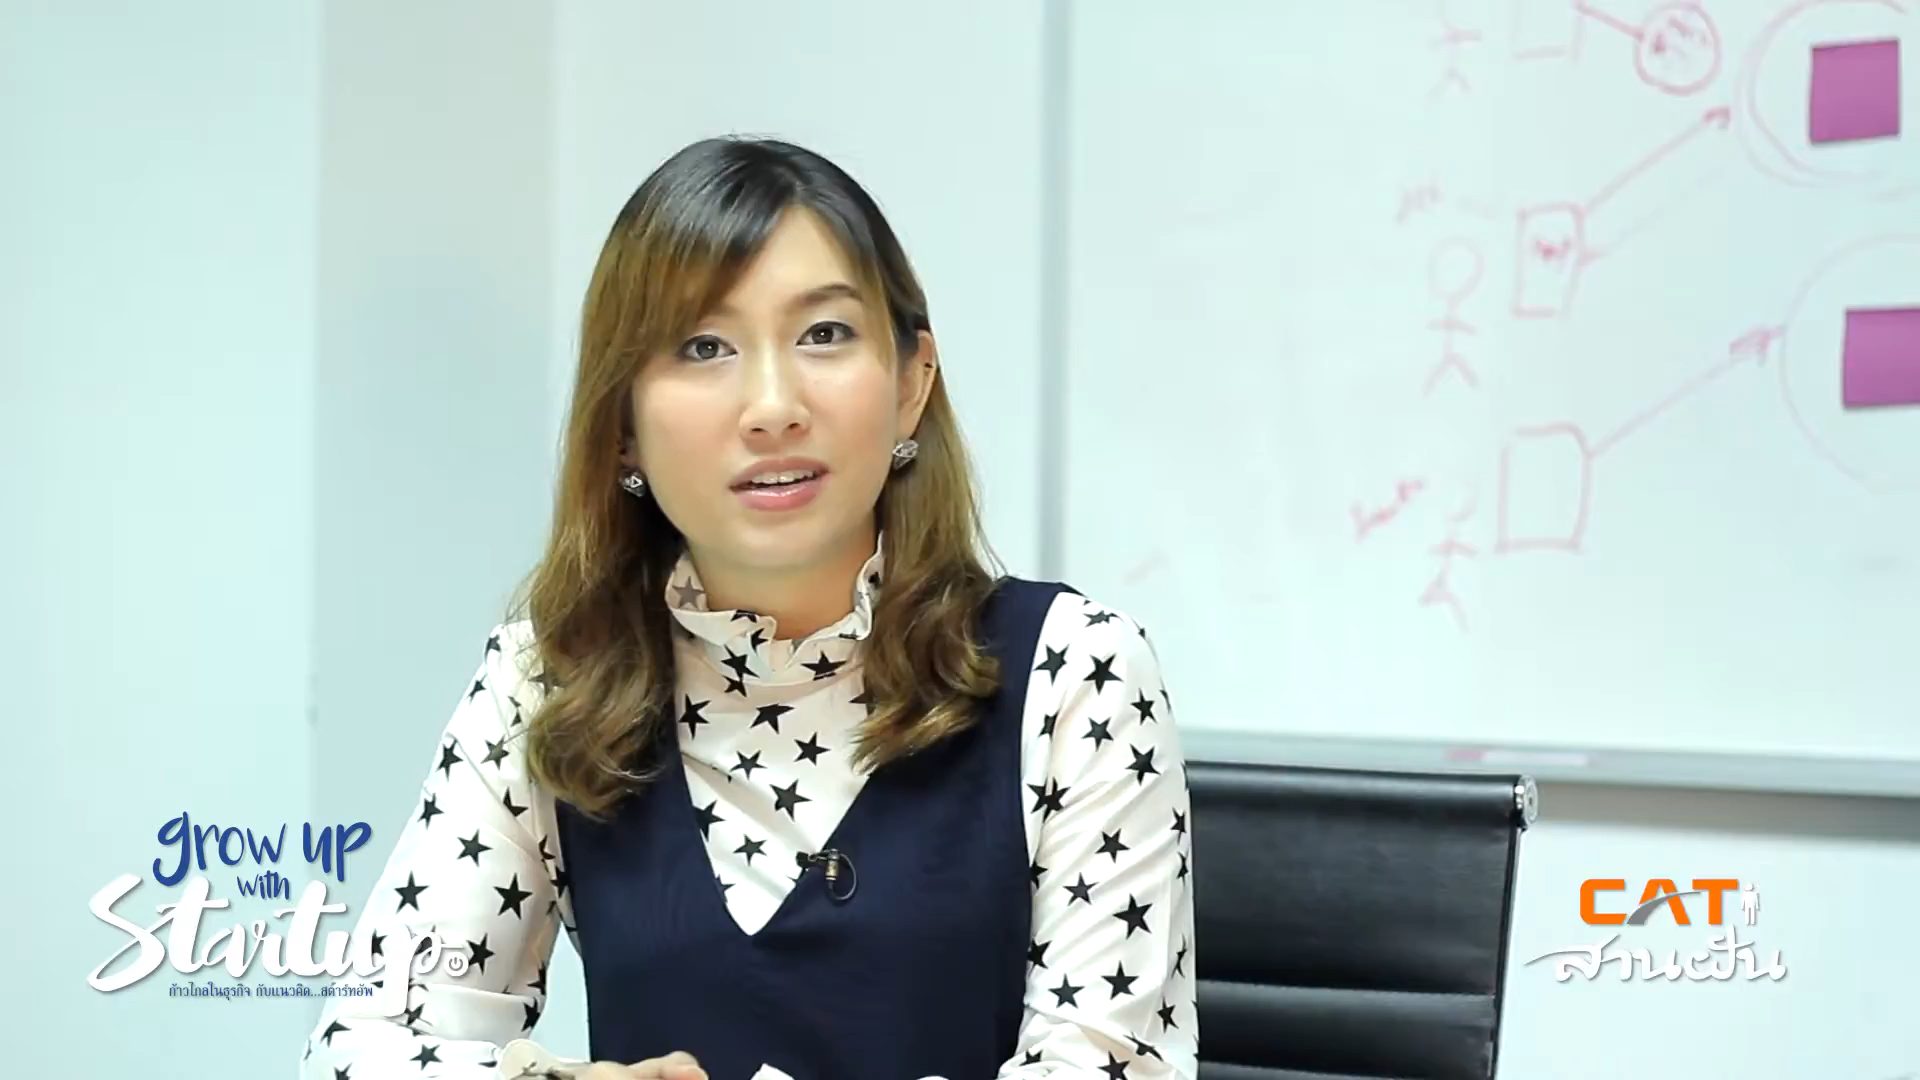 grow up
with
Startup
ก้าวไกลในธุรกิจ กับแนวคิด...สตาร์ทอัพ
CAT
สานฝัน